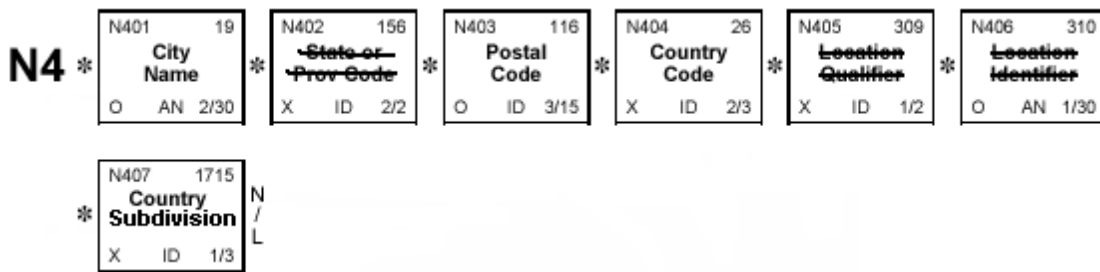 N401 19 N402 156 N403 116 N404 26 N405 309 N406 310
City State or Postal Country Location Location
N4 * * * * * *
Name Prov Code Code Code Qualifier Identifier
O AN 2/30 X ID 2/2 O ID 3/15 X ID 2/3 X ID 1/2 O AN 1/30
N407 1715
Country N
* Subdivision /
L
X ID 1/3